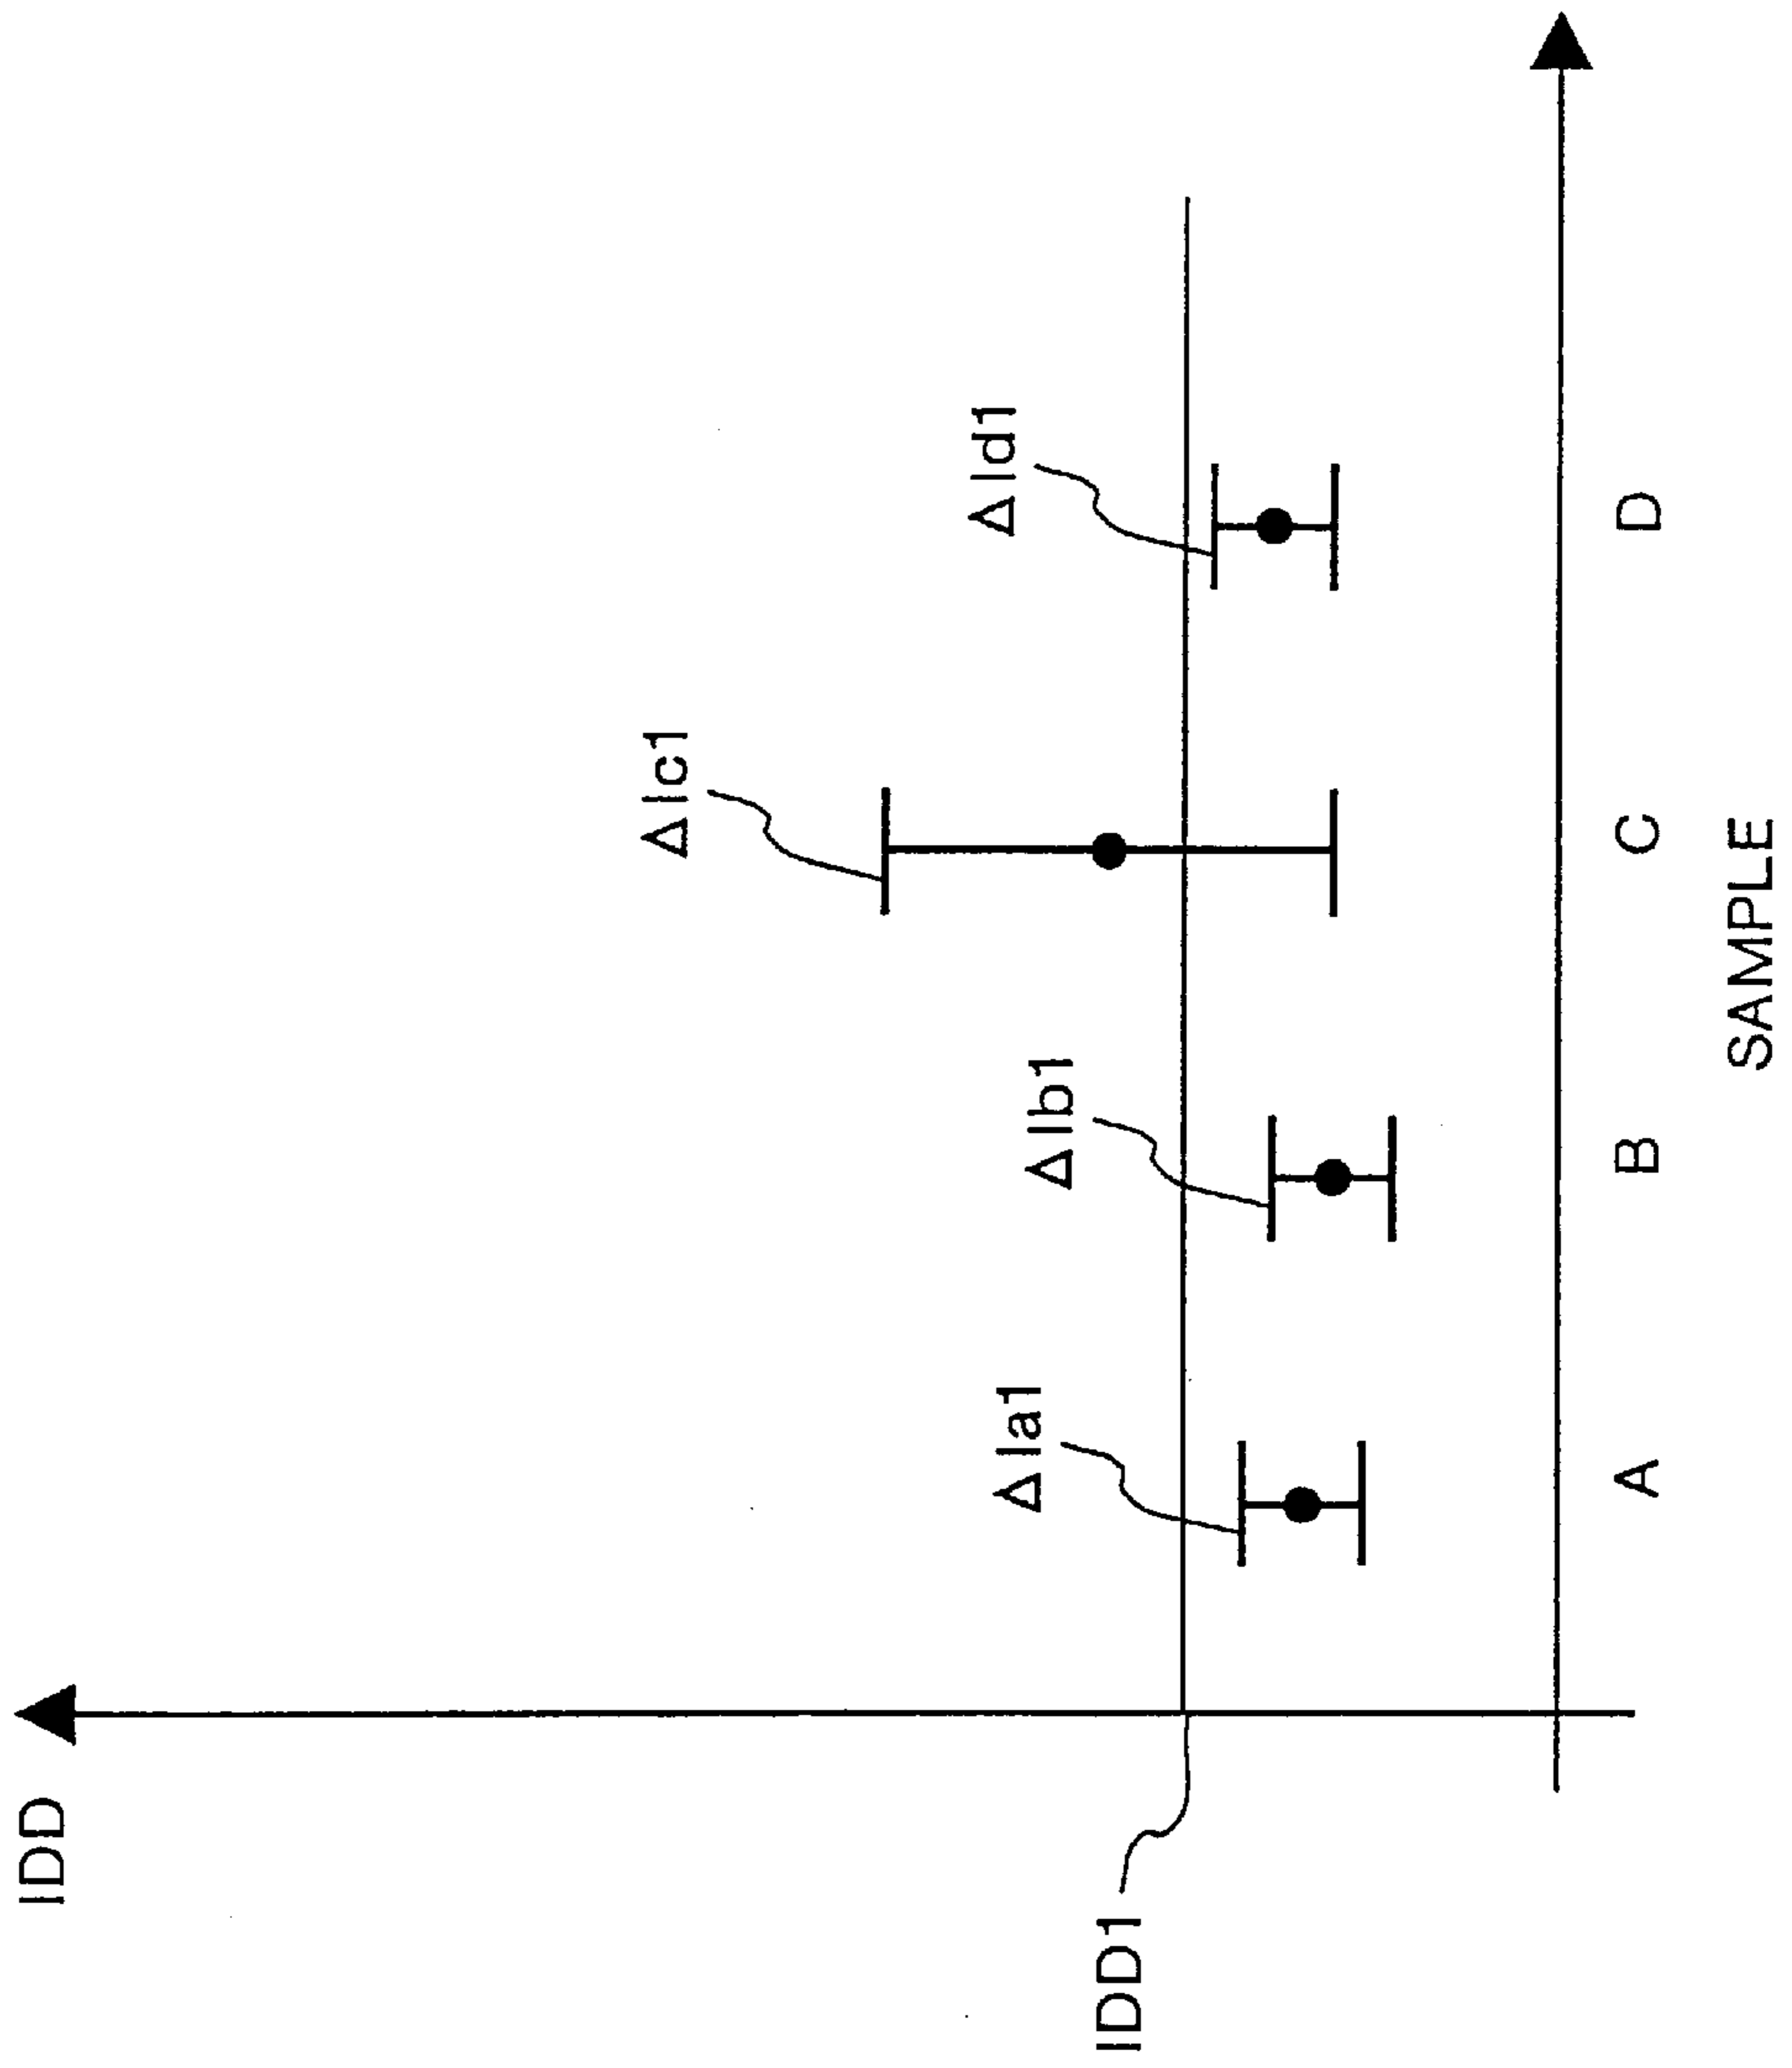 IDD
IDD1
ΔIa1
ΔIb1
ΔIc1
ΔId1
A
B
C
D
SAMPLE